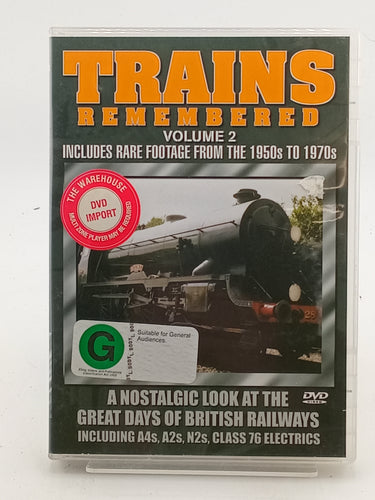 TRAINS
REMEMBERED
VOLUME 2
INCLUDES RARE FOOTAGE FROM THE 1950s TO 1970s
THE WAREHOUSE
DVD
IMPORT
MULTI ZONE PLAYER MAY BE REQUIRED
G
Suitable for General
Audiences.
25
A NOSTALGIC LOOK AT THE
DVD
VIDEO
GREAT DAYS OF BRITISH RAILWAYS
INCLUDING A4s, A2s, N2s, CLASS 76 ELECTRICS